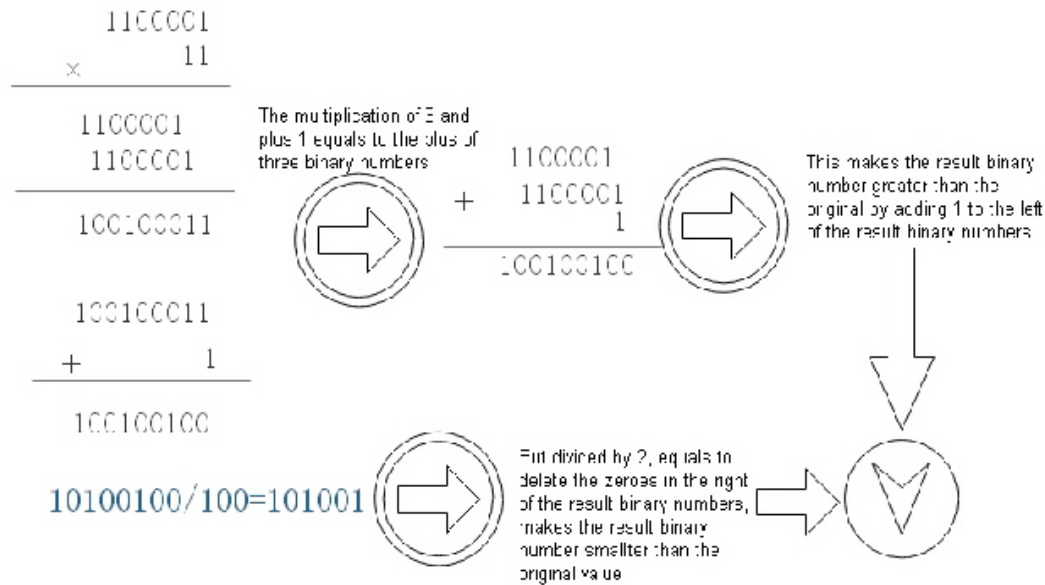 1100001
11
×
1100001
1100001
100100011
100100011
+ 1
100100100
The multiplication of 3 and
plus 1 equals to the plus of
three binary numbers
1100001
1100001
+
1
100100100
This makes the result binary
number greater than the
original by adding 1 to the left
of the result binary numbers
10100100/100=101001
But divided by 2, equals to
delete the zeroes in the right
of the result binary numbers,
makes the result binary
number smallter than the
original value